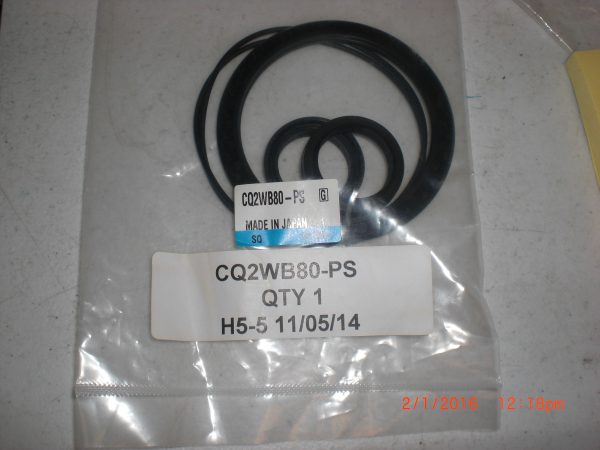 CQ2WB80-PS G
MADE IN JAPAN
SQ
CQ2WB80-PS
QTY 1
H5-5 11/05/14
2/1/2016 12:18pm